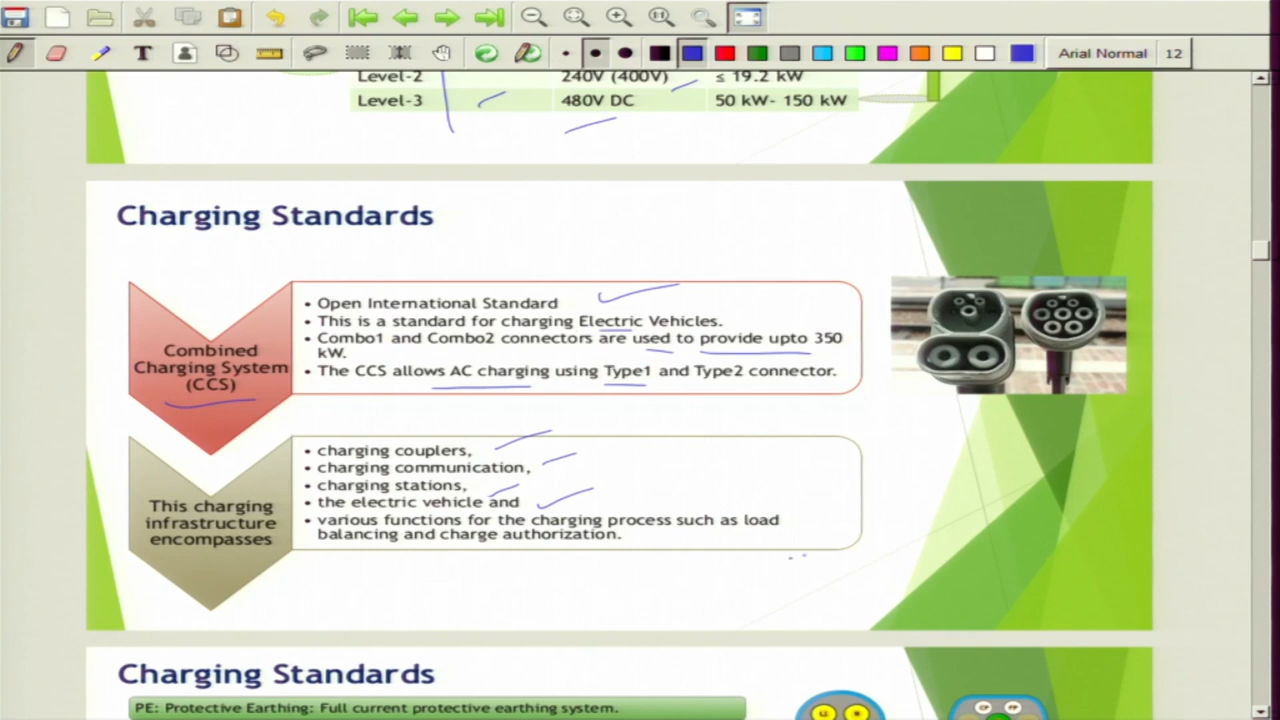 Arial Normal 12
Level-2 240V (400V) ≤ 19.2 kW
Level-3 480V DC 50 kW- 150 kW
Charging Standards
Combined
Charging System
(CCS)
• Open International Standard
• This is a standard for charging Electric Vehicles.
• Combo1 and Combo2 connectors are used to provide upto 350
kW.
• The CCS allows AC charging using Type1 and Type2 connector.
This charging
infrastructure
encompasses
• charging couplers,
• charging communication,
• charging stations,
• the electric vehicle and
• various functions for the charging process such as load
balancing and charge authorization.
Charging Standards
PE: Protective Earthing: Full current protective earthing system.